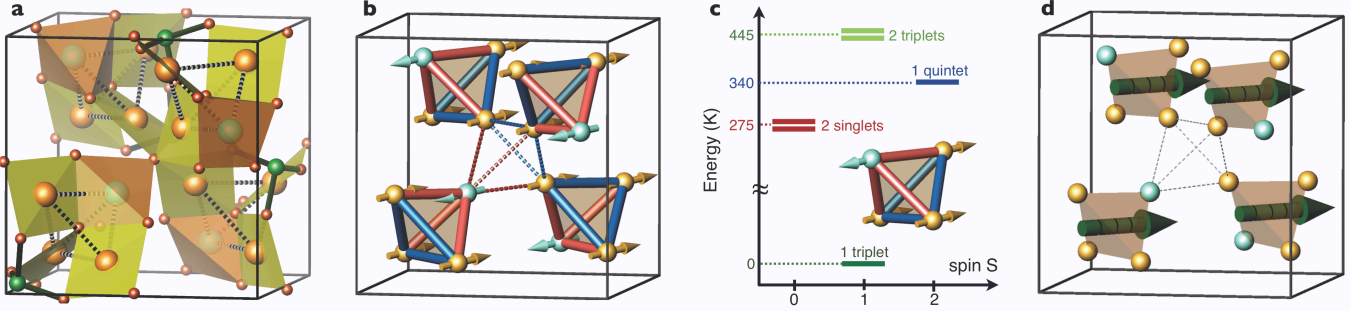 a
b
c
d
Energy (K)
445
2 triplets
340
1 quintet
275
2 singlets
≈
0
1 triplet
spin S
0
1
2